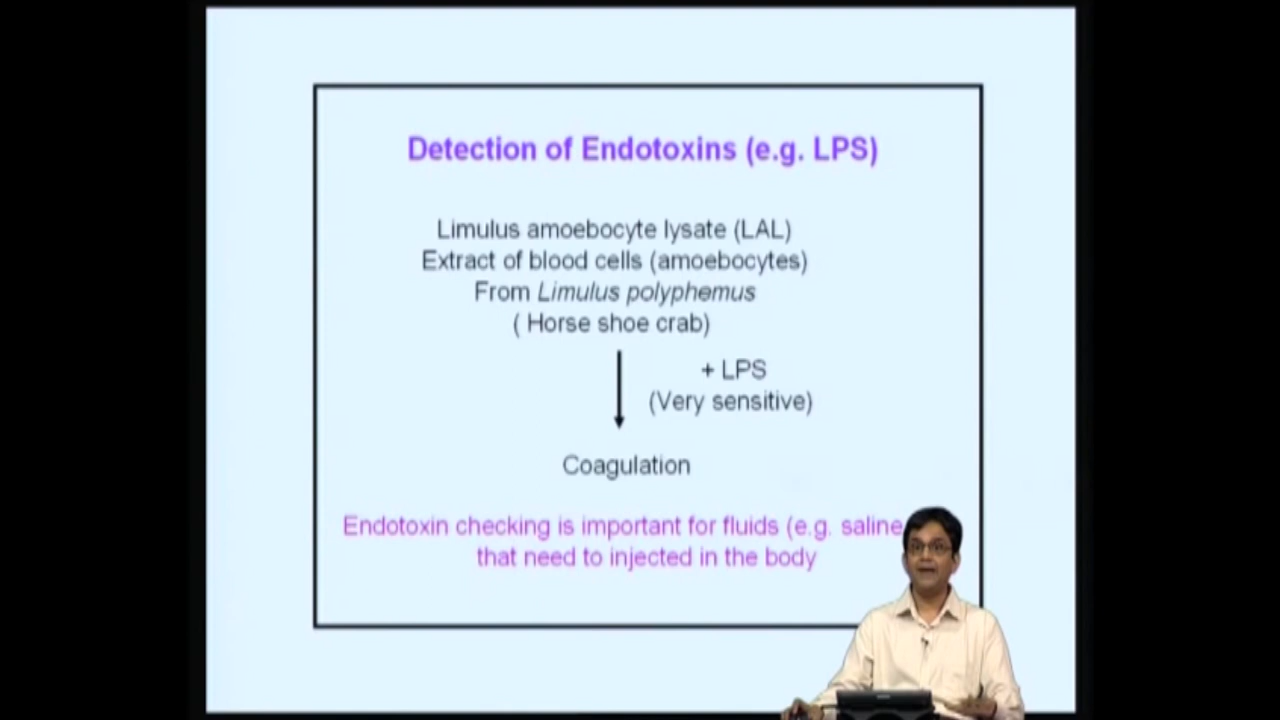 Detection of Endotoxins (e.g. LPS)
Limulus amoebocyte lysate (LAL)
Extract of blood cells (amoebocytes)
From Limulus polyphemus
( Horse shoe crab)
+ LPS
(Very sensitive)
Coagulation
Endotoxin checking is important for fluids (e.g. saline
that need to injected in the body